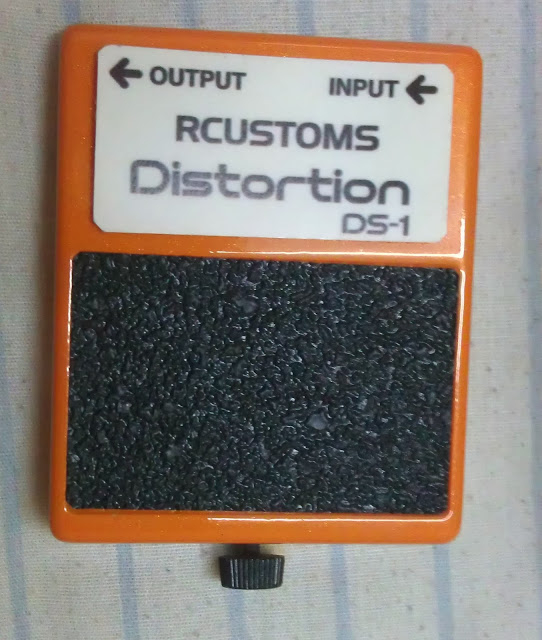 ← OUTPUT INPUT ←
RCUSTOMS
Distortion
DS-1